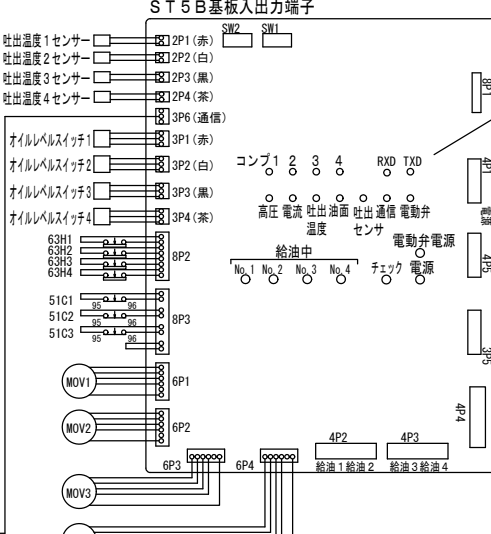 ST5B基板入出力端子
SW2 SW1
吐出温度1センサー 2P1(赤)
吐出温度2センサー 2P2(白)
吐出温度3センサー 2P3(黒)
吐出温度4センサー 2P4(茶)
3P6(通信)
オイルレベルスイッチ1 3P1(赤)
オイルレベルスイッチ2 3P2(白)
オイルレベルスイッチ3 3P3(黒)
オイルレベルスイッチ4 3P4(茶)
8P1
コンプ1 2 3 4 RXD TXD
4P1
高圧 電流 吐出温度 油面 吐出センサ 通信 電動弁
電源
63H1
63H2
63H3
63H4
8P2
給油中
電動弁電源
No.1 No.2 No.3 No.4 チェック 電源
4P5
51C1
95 96
51C2
95 96
51C3
95 96
8P3
3P5
MOV1 6P1
4P4
MOV2 6P2
4P2 4P3
6P3 6P4 給油1給油2 給油3給油4
MOV3